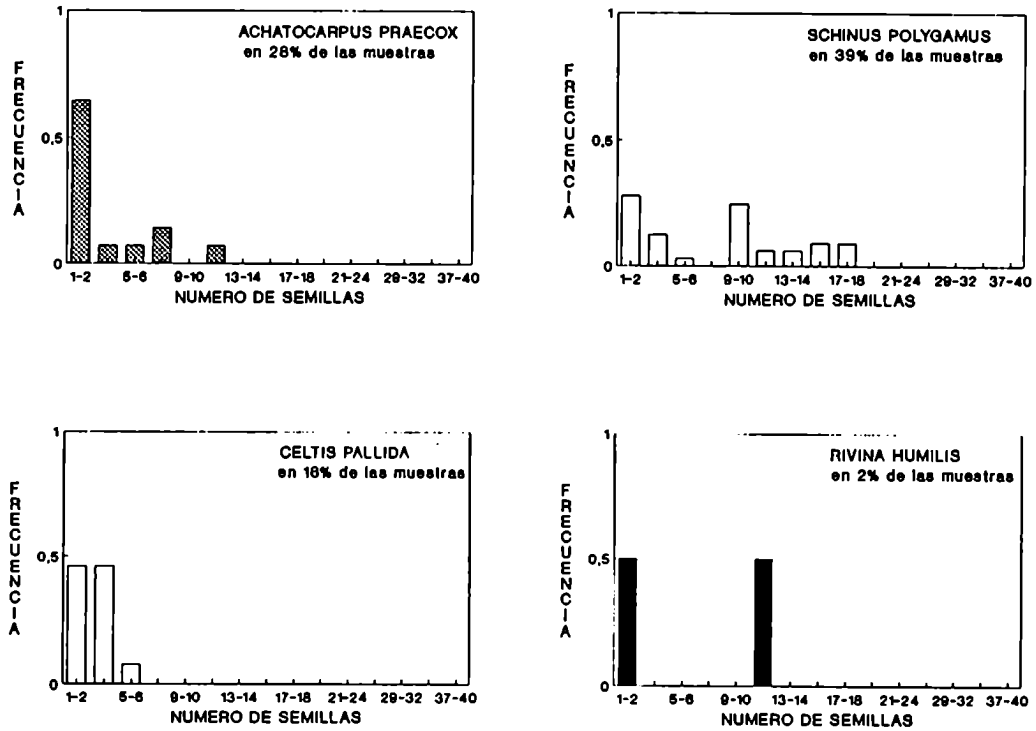 ACHATOCARPUS PRAECOX
en 28% de las muestras
FRECUENCIA
1
0,5
0
1-2 5-6 9-10 13-14 17-18 21-24 29-32 37-40
NUMERO DE SEMILLAS
SCHINUS POLYGAMUS
en 39% de las muestras
FRECUENCIA
1
0,5
0
1-2 5-6 9-10 13-14 17-18 21-24 29-32 37-40
NUMERO DE SEMILLAS
CELTIS PALLIDA
en 16% de las muestras
FRECUENCIA
1
0,5
0
1-2 5-6 9-10 13-14 17-18 21-24 29-32 37-40
NUMERO DE SEMILLAS
RIVINA HUMILIS
en 2% de las muestras
FRECUENCIA
1
0,5
0
1-2 5-6 9-10 13-14 17-18 21-24 29-32 37-40
NUMERO DE SEMILLAS